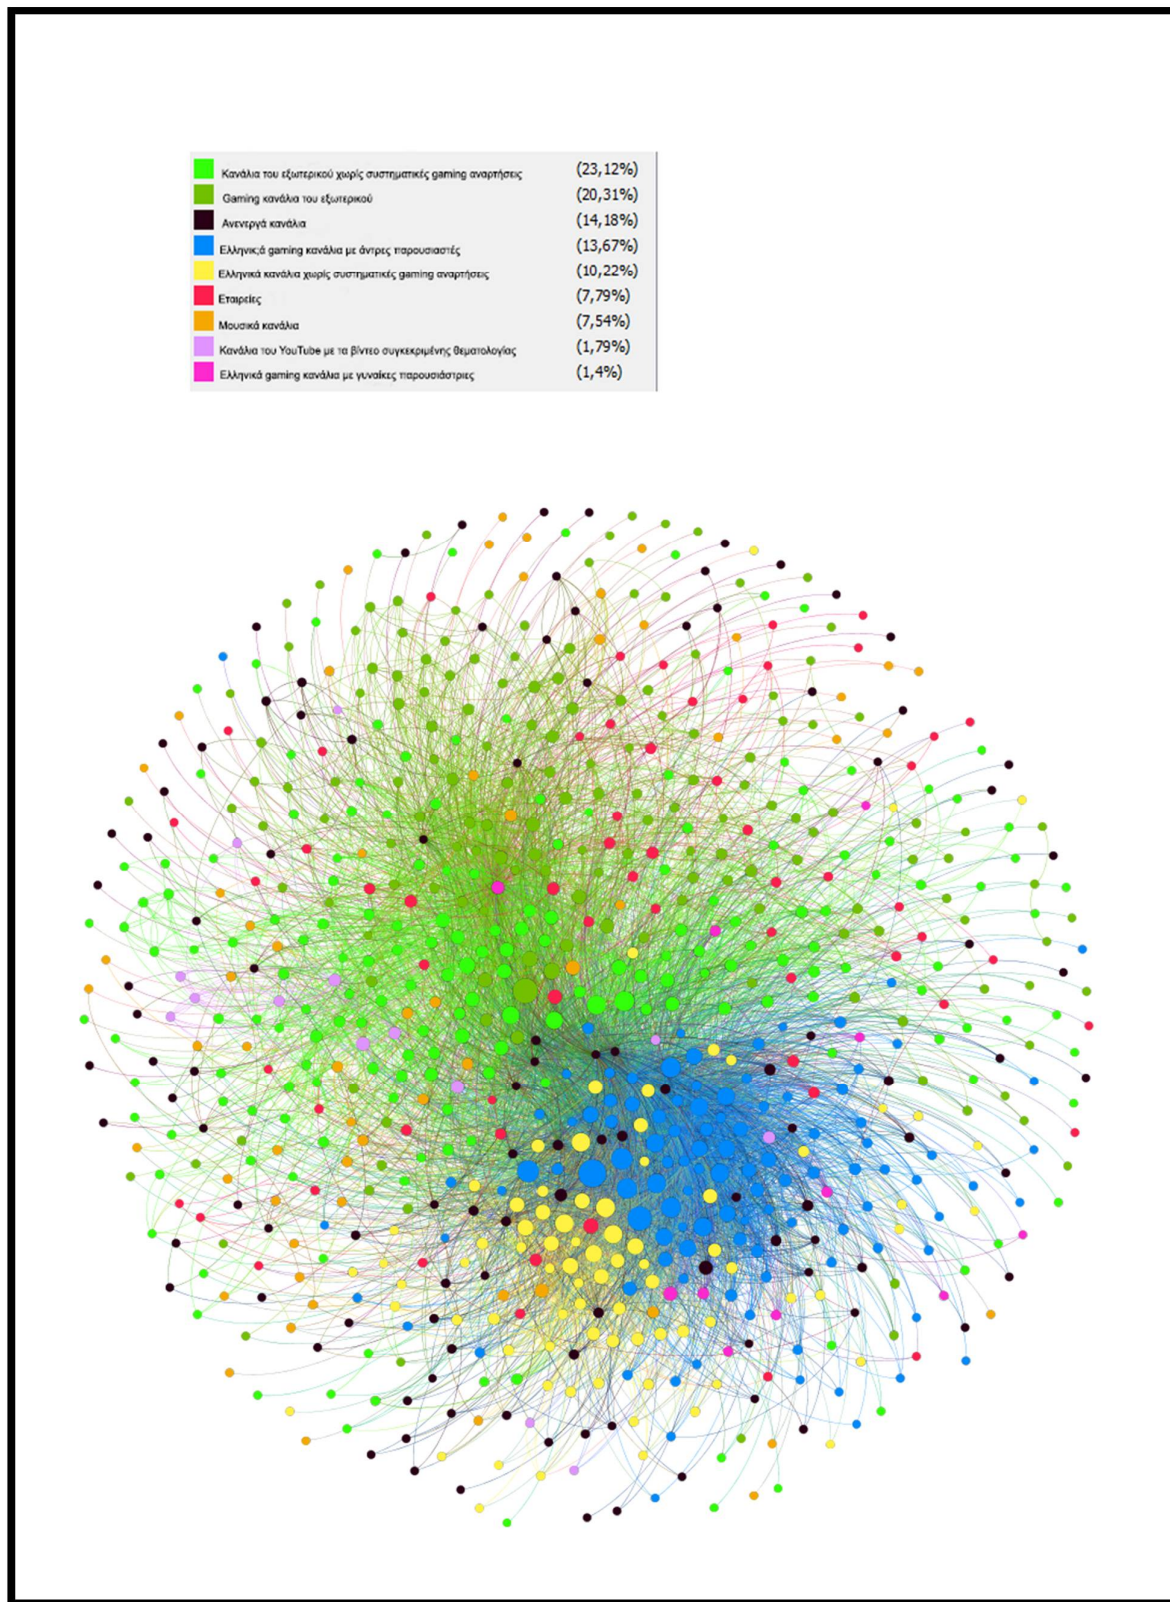 Κανάλια του εξωτερικού χωρίς συστηματικές gaming αναρτήσεις (23,12%)
Gaming κανάλια του εξωτερικού (20,31%)
Ανενεργά κανάλια (14,18%)
Ελληνικ;ά gaming κανάλια με άντρες παρουσιαστές (13,67%)
Ελληνικά κανάλια χωρίς συστηματικές gaming αναρτήσεις (10,22%)
Εταιρείες (7,79%)
Μουσικά κανάλια (7,54%)
Κανάλια του YouTube με τα βίντεο συγκεκριμένης θεματολογίας (1,79%)
Ελληνικά gaming κανάλια με γυναίκες παρουσιάστριες (1,4%)